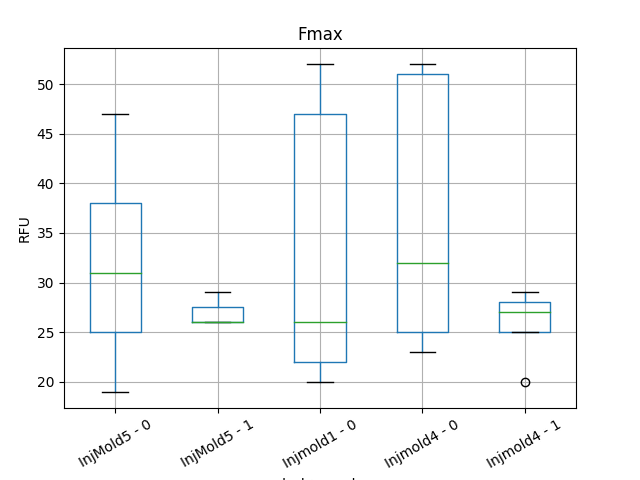 Fmax
RFU
50
45
40
35
30
25
20
InjMold5 - 0
InjMold5 - 1
Injmold1 - 0
Injmold4 - 0
Injmold4 - 1